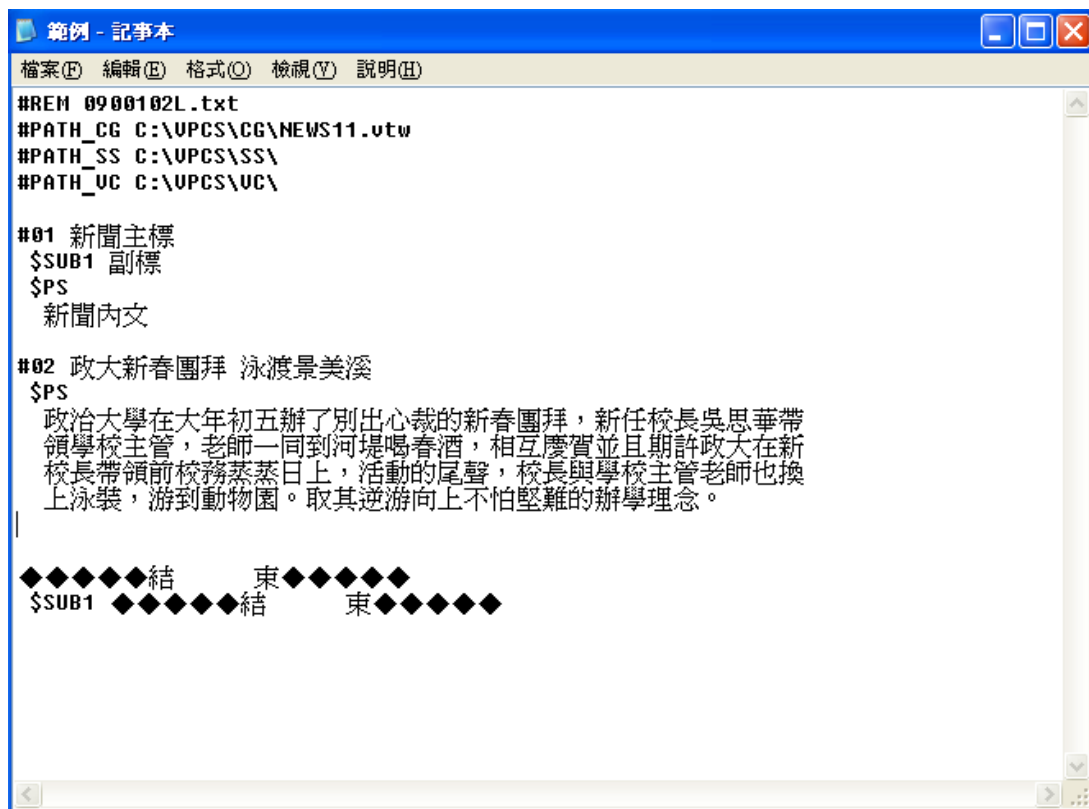 範例 - 記事本
檔案(F) 編輯(E) 格式(O) 檢視(V) 說明(H)
#REM 0900102L.txt
#PATH_CG C:\VPCS\CG\NEWS11.vtw
#PATH_SS C:\VPCS\SS\
#PATH_VC C:\VPCS\VC\
#01 新聞主標
$SUB1 副標
$PS
新聞內文
#02 政大新春團拜 泳渡景美溪
$PS
政治大學在大年初五辦了別出心裁的新春團拜，新任校長吳思華帶
領學校主管，老師一同到河堤喝春酒，相互慶賀並且期許政大在新
校長帶領前校務蒸蒸日上，活動的尾聲，校長與學校主管老師也換
上泳裝，游到動物園。取其逆游向上不怕堅難的辦學理念。
◆◆◆◆◆結　　　束◆◆◆◆◆
$SUB1 ◆◆◆◆◆結　　　束◆◆◆◆◆